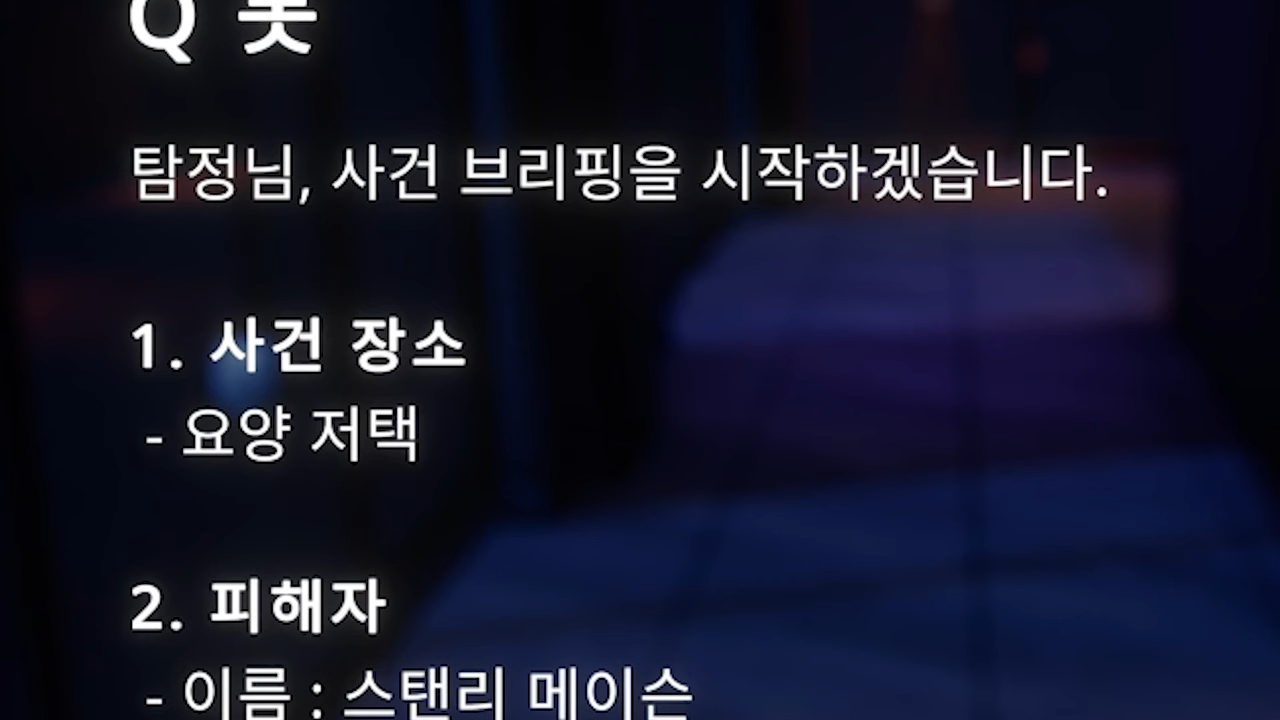 Q 봇
탐정님, 사건 브리핑을 시작하겠습니다.
1. 사건 장소
- 요양 저택
2. 피해자
- 이름 : 스탠리 메이슨